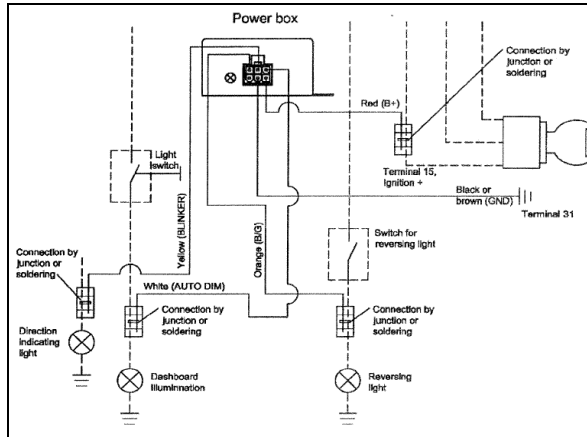 Power box
Connection by
junction or
soldering
Red (B+)
Terminal 15,
Ignition +
Light
switch
Black or
brown (GND)
Terminal 31
Yellow (BLINKER)
Orange (B/G)
Switch for
reversing light
Connection by
junction or
soldering
White (AUTO DIM)
Connection by
junction or
soldering
Connection by
junction or
soldering
Direction
indicating
light
Dashboard
illuminnation
Reversing
light